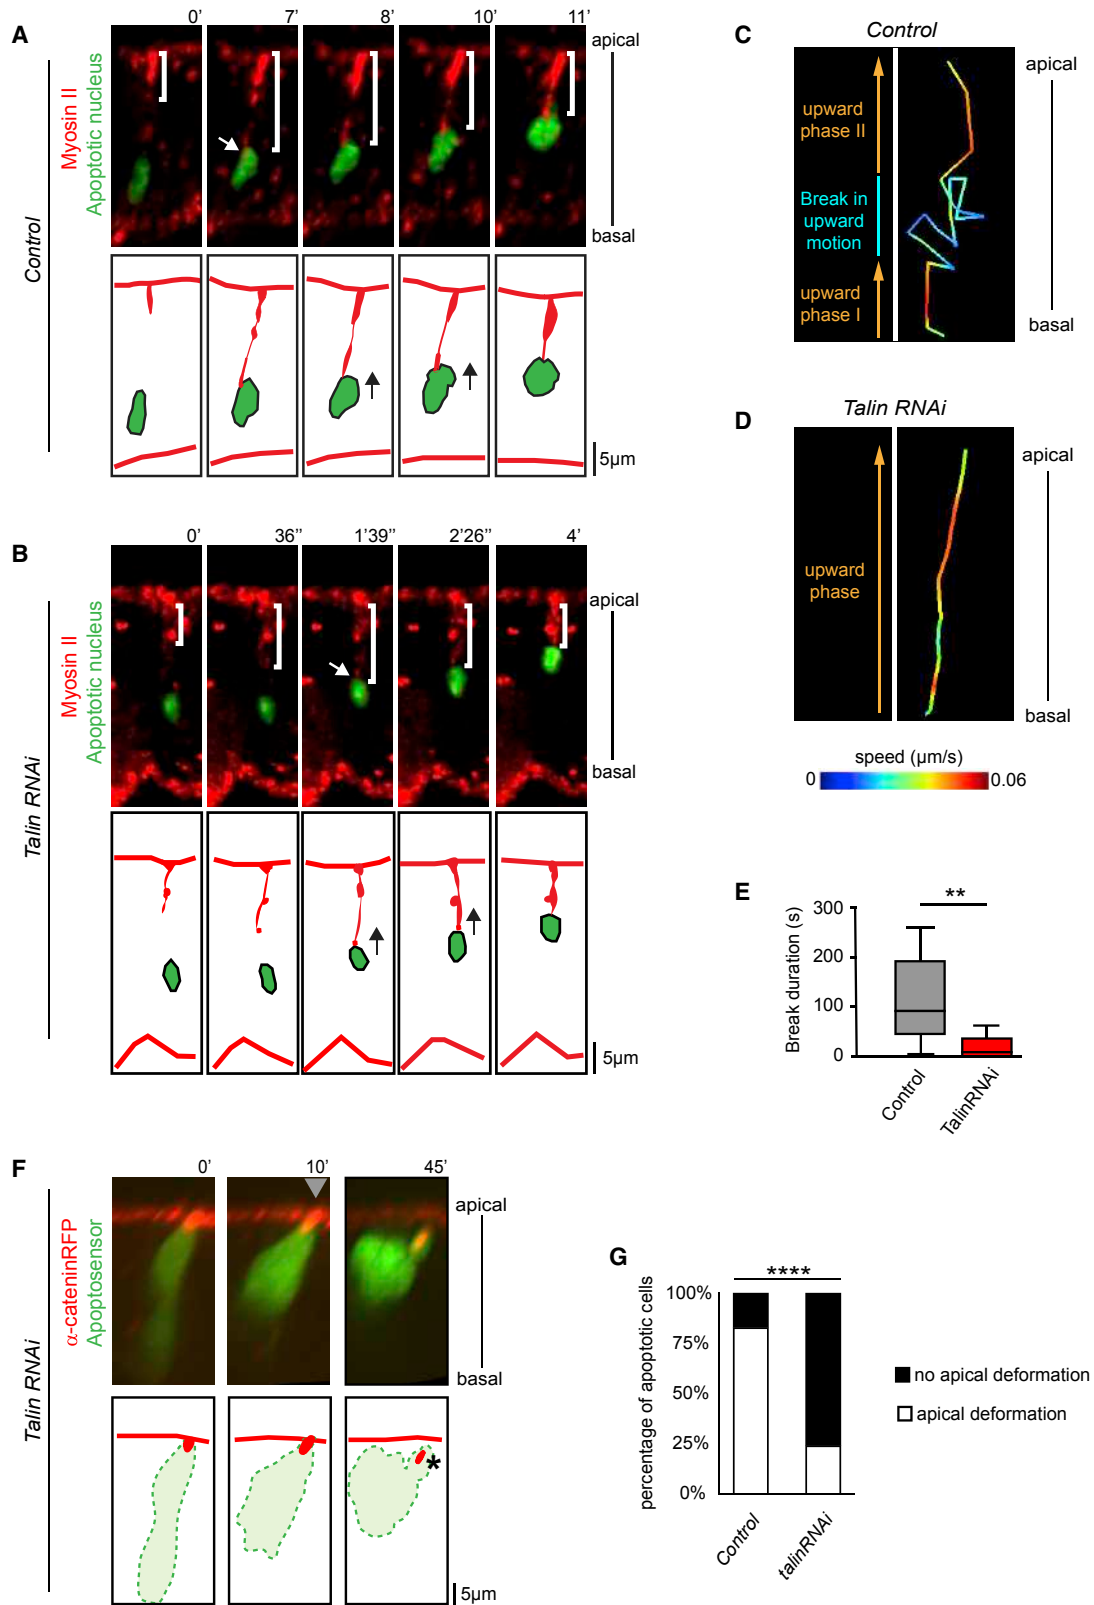 A
0’
7’
8’
10’
11’
Control
Myosin II
Apoptotic nucleus
apical
basal
5µm
B
0’
36’’
1’39’’
2’26’’
4’
Talin RNAi
Myosin II
Apoptotic nucleus
apical
basal
5µm
C
Control
upward
phase II
Break in
upward
motion
upward
phase I
apical
basal
D
Talin RNAi
upward
phase
apical
basal
speed (µm/s)
0
0.06
E
**
Break duration (s)
300
200
100
0
Control
TalinRNAi
F
0’
10’
45’
Talin RNAi
α-cateninRFP
Apoptosensor
apical
basal
*
5µm
G
****
percentage of apoptotic cells
100%
75%
50%
25%
0%
Control
talinRNAi
no apical deformation
apical deformation